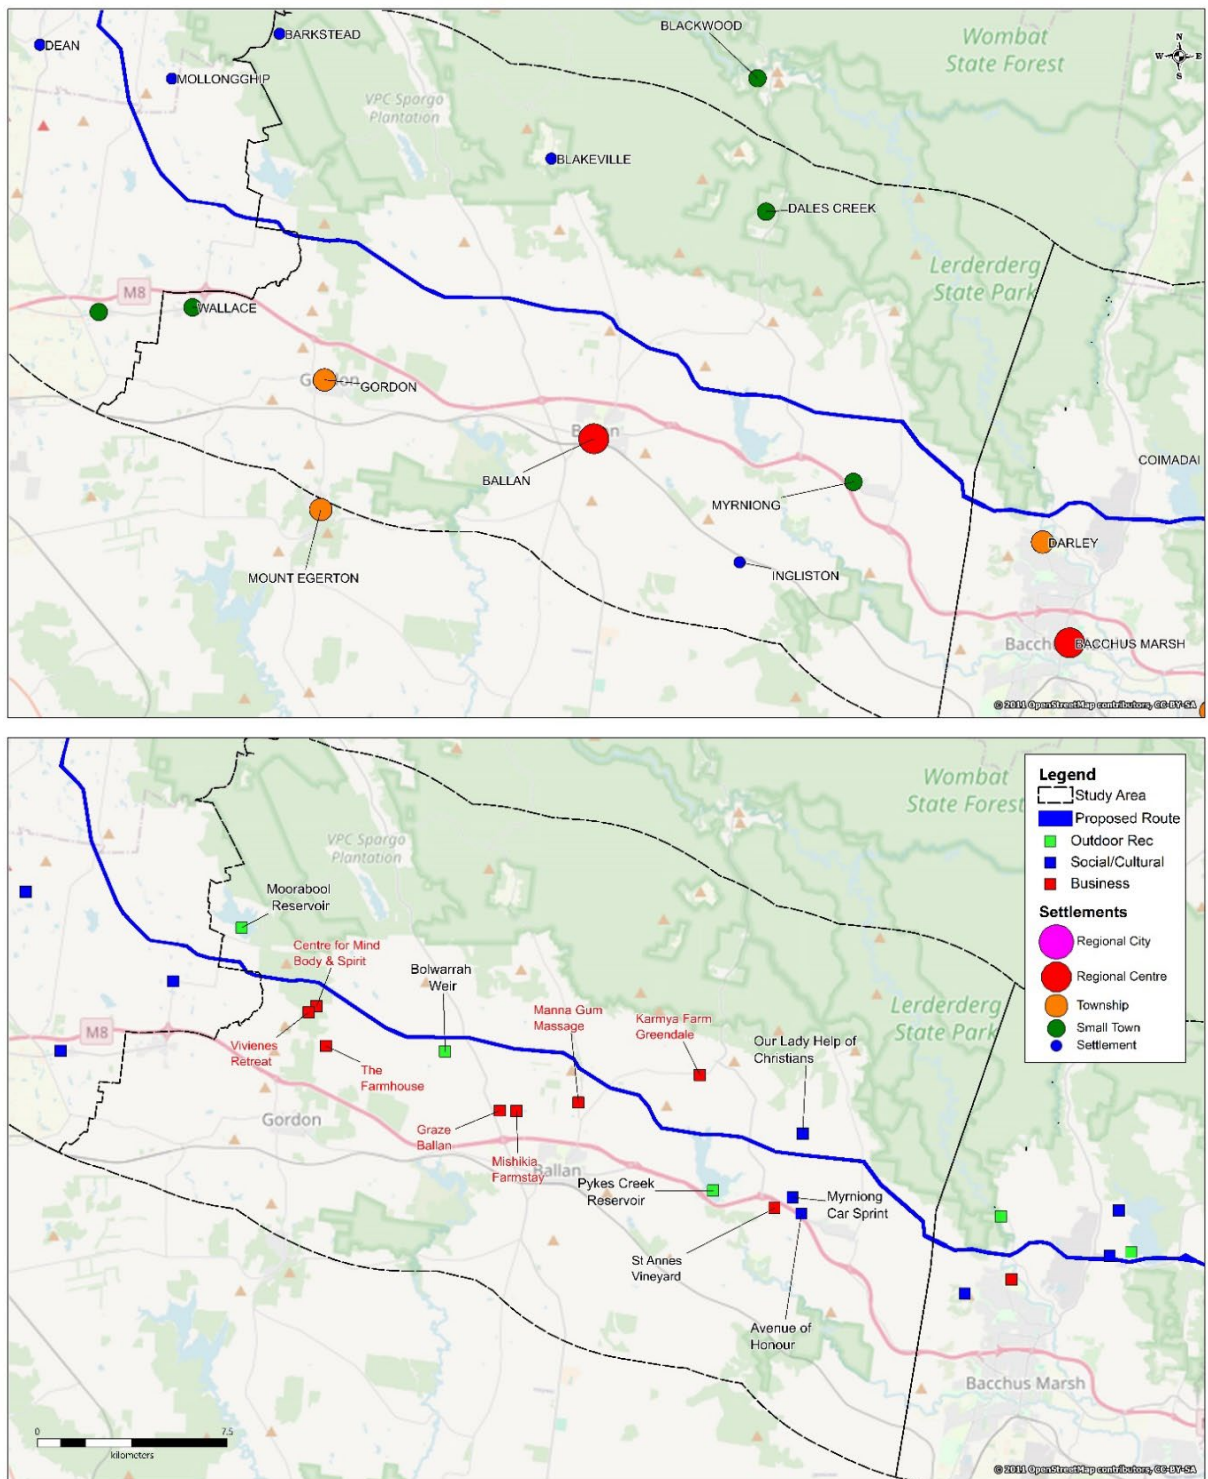 BLACKWOOD
Wombat
State Forest
N
W
E
S
BARKSTEAD
DEAN
MOLLONGGHIP
VPC Spargo
Plantation
BLAKEVILLE
DALES CREEK
Lerderderg
State Park
M8
WALLACE
GORDON
BALLAN
MYRNIONG
COIMADAI
DARLEY
MOUNT EGERTON
INGLISTON
BACCHUS MARSH
© 2011 OpenStreetMap contributors, CC-BY-SA
Wombat
State Forest
Legend
Study Area
Proposed Route
Outdoor Rec
Social/Cultural
Business
Settlements
Regional City
Regional Centre
Township
Small Town
Settlement
VPC Spargo
Plantation
Moorabool
Reservoir
Centre for Mind
Body & Spirit
Bolwarrah
Weir
Manna Gum
Massage
Karmya Farm
Greendale
Lerderderg
State Park
Our Lady Help of
Christians
M8
Vivienes
Retreat
The
Farmhouse
Gordon
Graze
Ballan
Mishikia
Farmstay
Ballan
Pykes Creek
Reservoir
Myrniong
Car Sprint
St Annes
Vineyard
Avenue of
Honour
Bacchus Marsh
0
7.5
kilometers
© 2011 OpenStreetMap contributors, CC-BY-SA